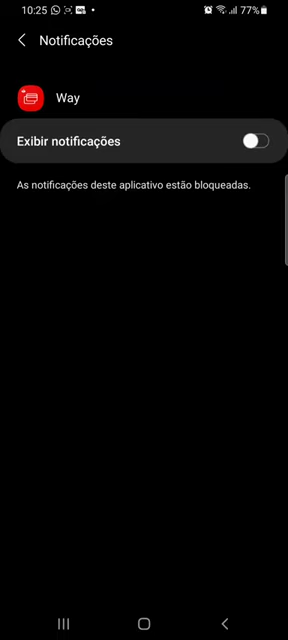 10:25 77%
Notificações
Way
Exibir notificações
As notificações deste aplicativo estão bloqueadas.